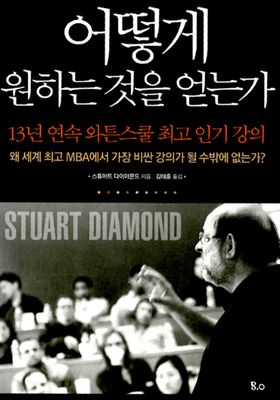 어떻게
원하는 것을 얻는가
13년 연속 와튼스쿨 최고 인기 강의
왜 세계 최고 MBA에서 가장 비싼 강의가 될 수밖에 없는가?
스튜어트 다이아몬드 지음 김태훈 옮김
STUART DIAMOND
8.0